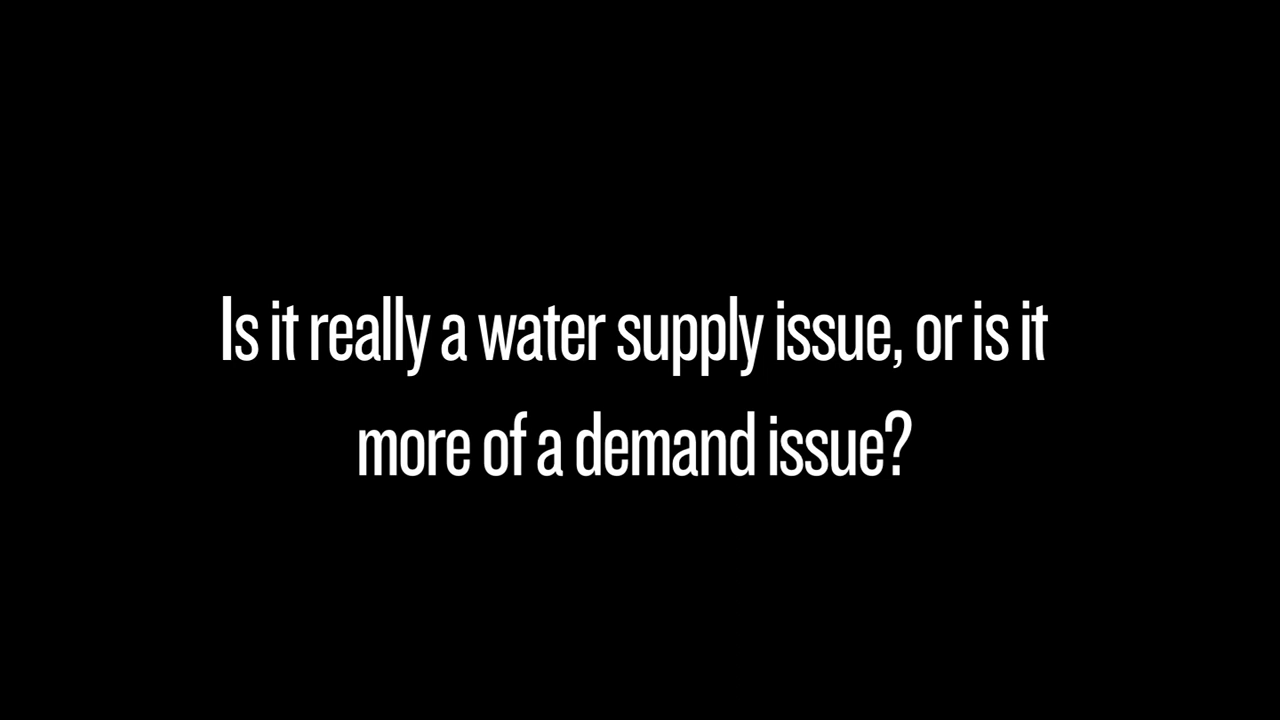 Is it really a water supply issue, or is it
more of a demand issue?